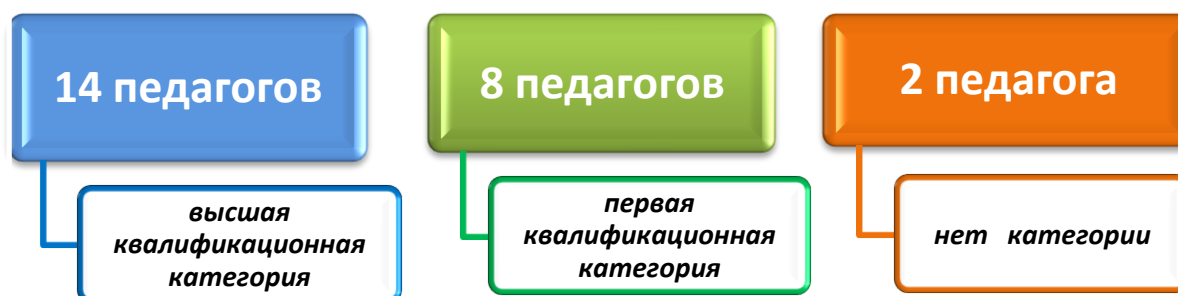 14 педагогов
высшая
квалификационная
категория
8 педагогов
первая
квалификационная
категория
2 педагога
нет категории